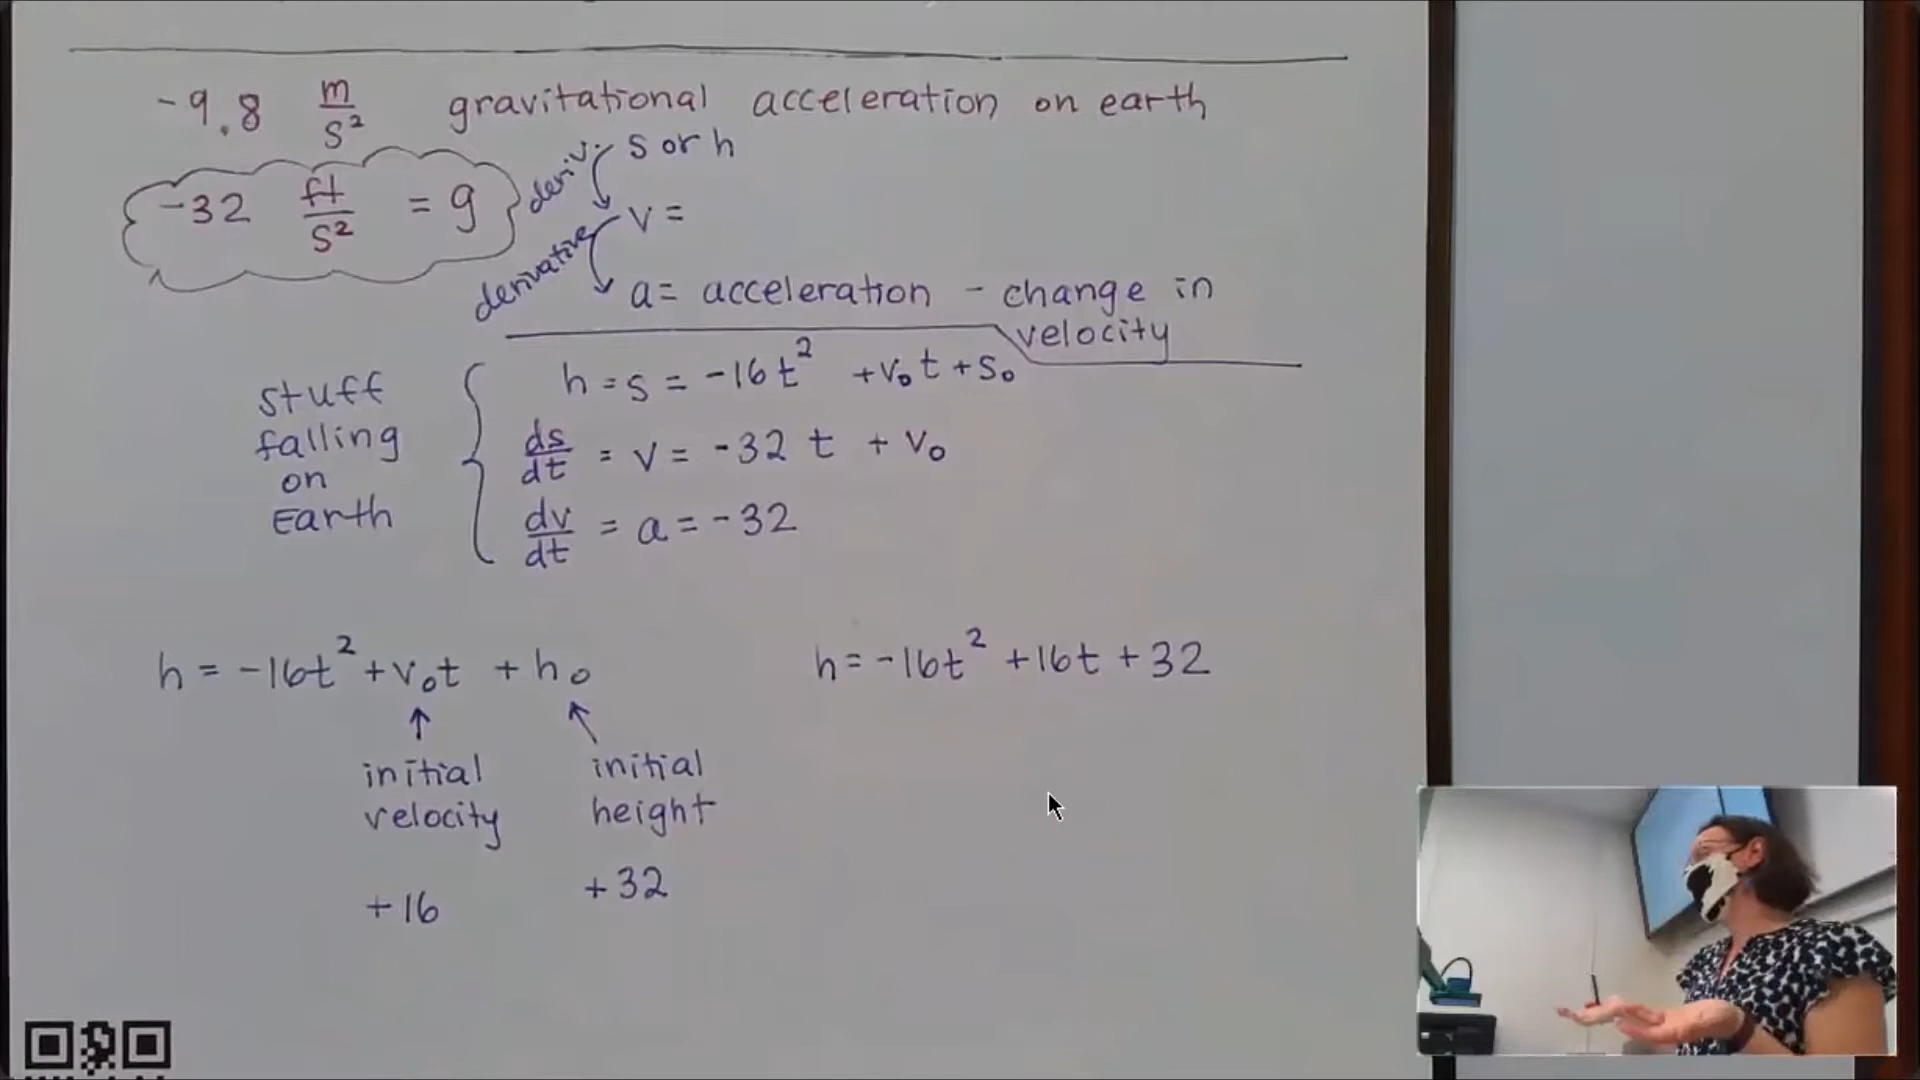 -9.8 m/s² gravitational acceleration on earth
-32 ft/s² = g
deriv. s or h
v =
derivative
a = acceleration - change in
velocity
stuff
falling
on
Earth
h = s = -16t² + v₀t + s₀
ds/dt = v = -32t + v₀
dv/dt = a = -32
h = -16t² + v₀t + h₀
initial
velocity
+16
initial
height
+32
h = -16t² + 16t + 32